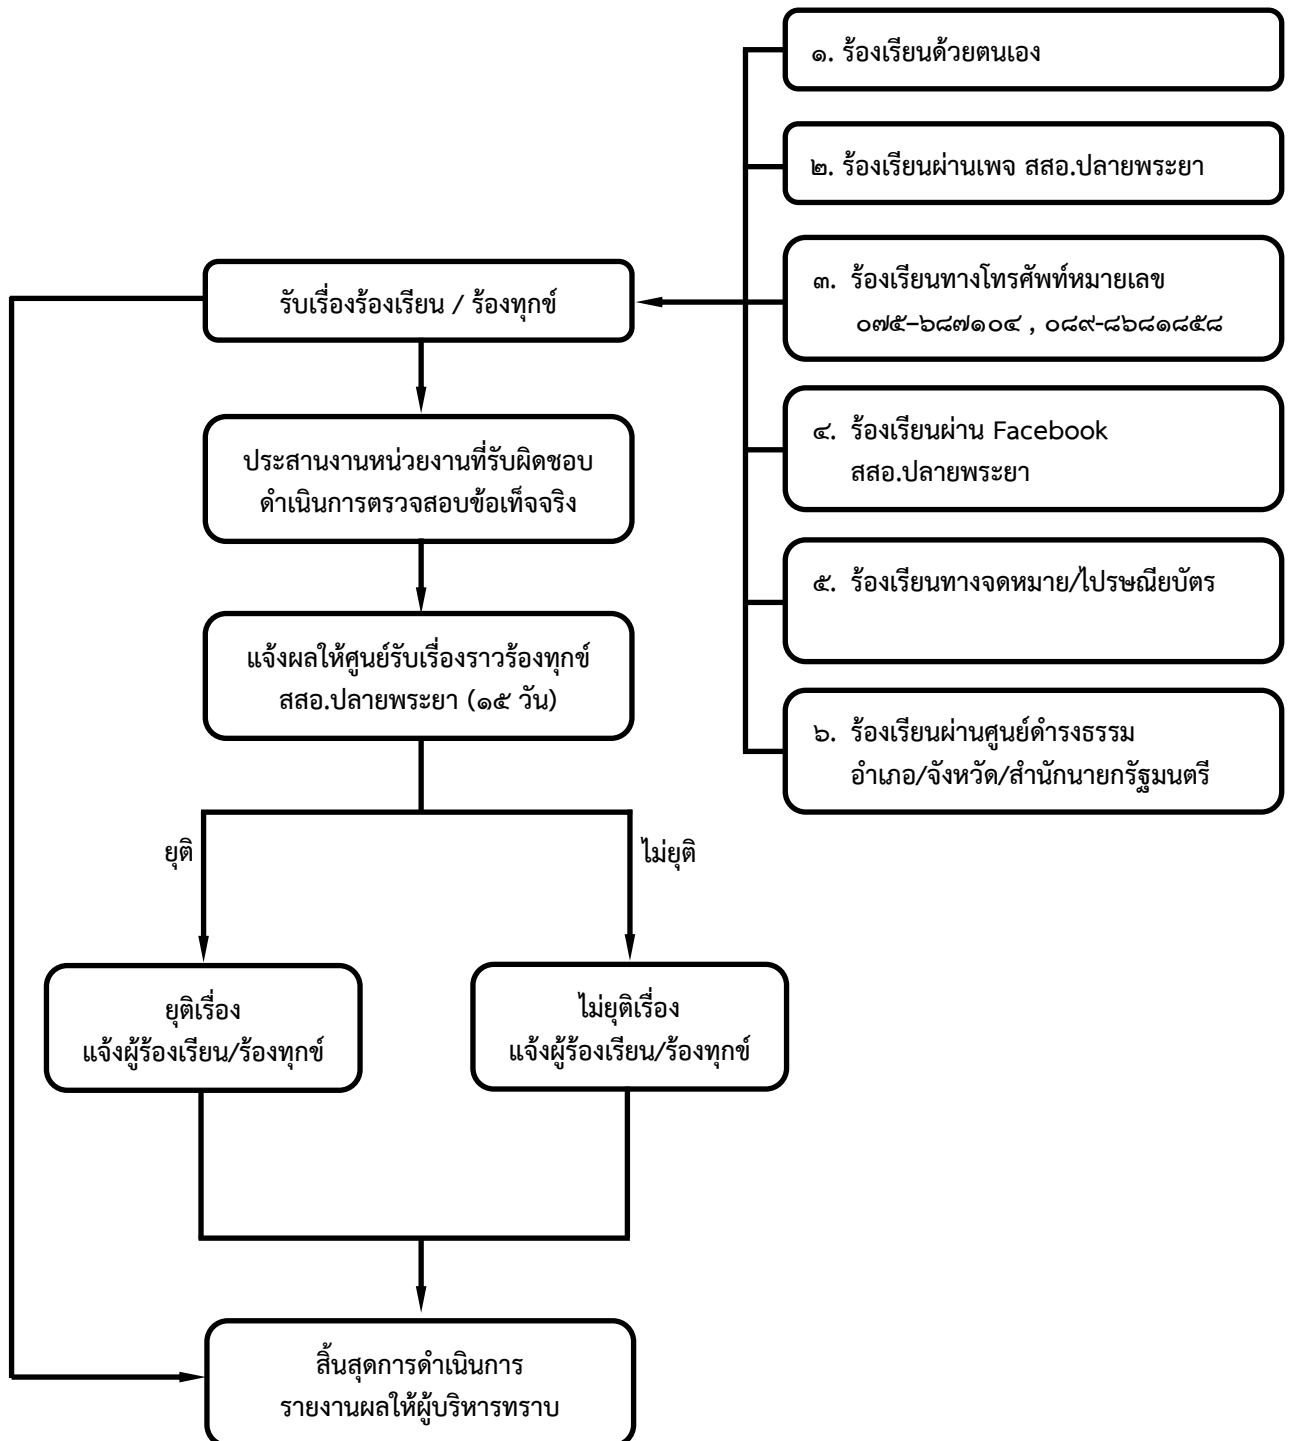 ๑. ร้องเรียนด้วยตนเอง
๒. ร้องเรียนผ่านเพจ สสอ.ปลายพระยา
๓. ร้องเรียนทางโทรศัพท์หมายเลข
๐๗๕–๖๘๗๑๐๔ , ๐๘๙-๘๖๘๑๘๕๘
๔. ร้องเรียนผ่าน Facebook
สสอ.ปลายพระยา
๕. ร้องเรียนทางจดหมาย/ไปรษณียบัตร
๖. ร้องเรียนผ่านศูนย์ดำรงธรรม
อำเภอ/จังหวัด/สำนักนายกรัฐมนตรี
รับเรื่องร้องเรียน / ร้องทุกข์
ประสานงานหน่วยงานที่รับผิดชอบ
ดำเนินการตรวจสอบข้อเท็จจริง
แจ้งผลให้ศูนย์รับเรื่องราวร้องทุกข์
สสอ.ปลายพระยา (๑๕ วัน)
ยุติ
ไม่ยุติ
ยุติเรื่อง
แจ้งผู้ร้องเรียน/ร้องทุกข์
ไม่ยุติเรื่อง
แจ้งผู้ร้องเรียน/ร้องทุกข์
สิ้นสุดการดำเนินการ
รายงานผลให้ผู้บริหารทราบ